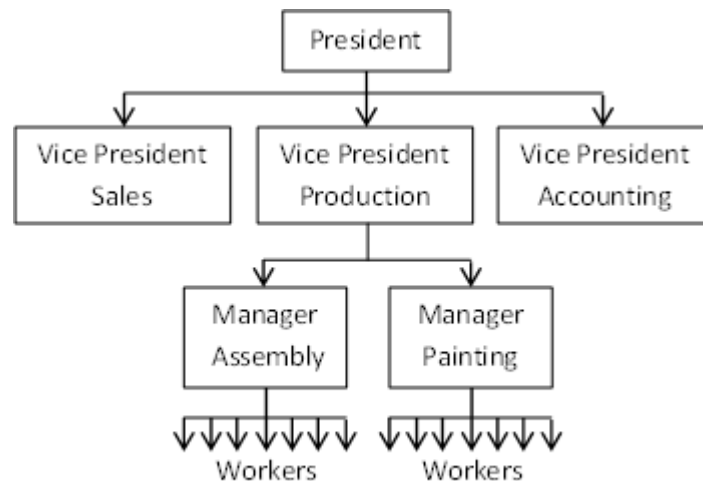 President
Vice President
Sales
Vice President
Production
Vice President
Accounting
Manager
Assembly
Manager
Painting
Workers
Workers